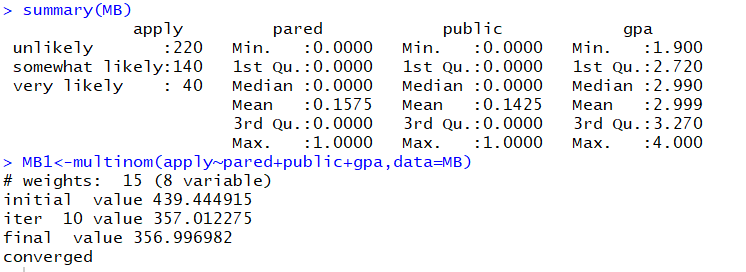 > summary(MB)
             apply         pared            public            gpa       
 unlikely       :220   Min.   :0.0000   Min.   :0.0000   Min.   :1.900  
 somewhat likely:140   1st Qu.:0.0000   1st Qu.:0.0000   1st Qu.:2.720  
 very likely    : 40   Median :0.0000   Median :0.0000   Median :2.990  
                       Mean   :0.1575   Mean   :0.1425   Mean   :2.999  
                       3rd Qu.:0.0000   3rd Qu.:0.0000   3rd Qu.:3.270  
                       Max.   :1.0000   Max.   :1.0000   Max.   :4.000  
> MB1<-multinom(apply~pared+public+gpa,data=MB)
# weights:  15 (8 variable)
initial  value 439.444915 
iter  10 value 357.012275
final  value 356.996982 
converged